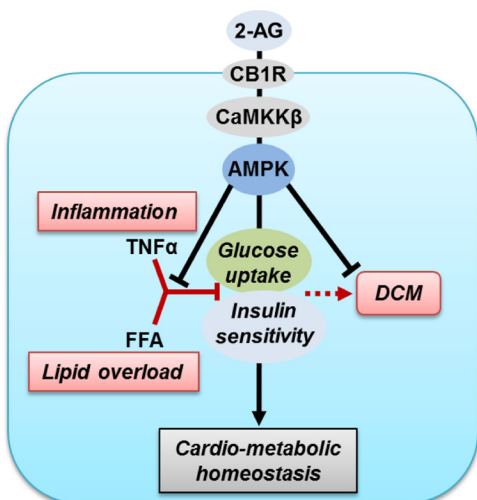 2-AG
CB1R
CaMKKβ
AMPK
Inflammation
TNFα
Glucose
uptake
Insulin
sensitivity
DCM
FFA
Lipid overload
Cardio-metabolic
homeostasis